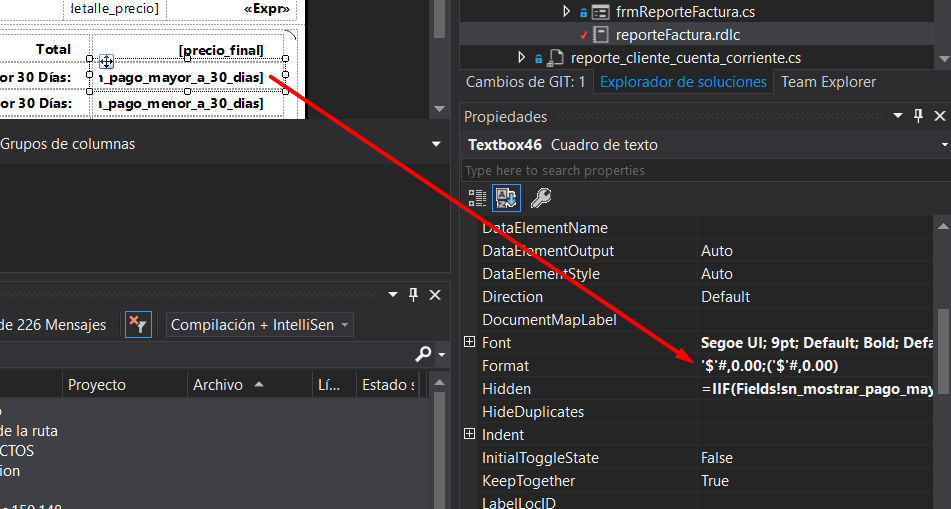 letalle_precio]
«Expr»
Total
[precio_final]
or 30 Días:
n_pago_mayor_a_30_dias]
or 30 Días:
n_pago_menor_a_30_dias]
Grupos de columnas
de 226 Mensajes
Compilación + IntelliSen
Proyecto
Archivo
Lí...
Estado s
o
de la ruta
CTOS
cion
frmReporteFactura.cs
reporteFactura.rdlc
reporte_cliente_cuenta_corriente.cs
Cambios de GIT: 1
Explorador de soluciones
Team Explorer
Propiedades
Textbox46 Cuadro de texto
Type here to search properties
DataElementName
DataElementOutput Auto
DataElementStyle Auto
Direction Default
DocumentMapLabel
Font Segoe UI; 9pt; Default; Bold; Defa
Format '$'#,0.00;('$'#,0.00)
Hidden =IIF(Fields!sn_mostrar_pago_may
HideDuplicates
Indent
InitialToggleState False
KeepTogether True
LabelLocID